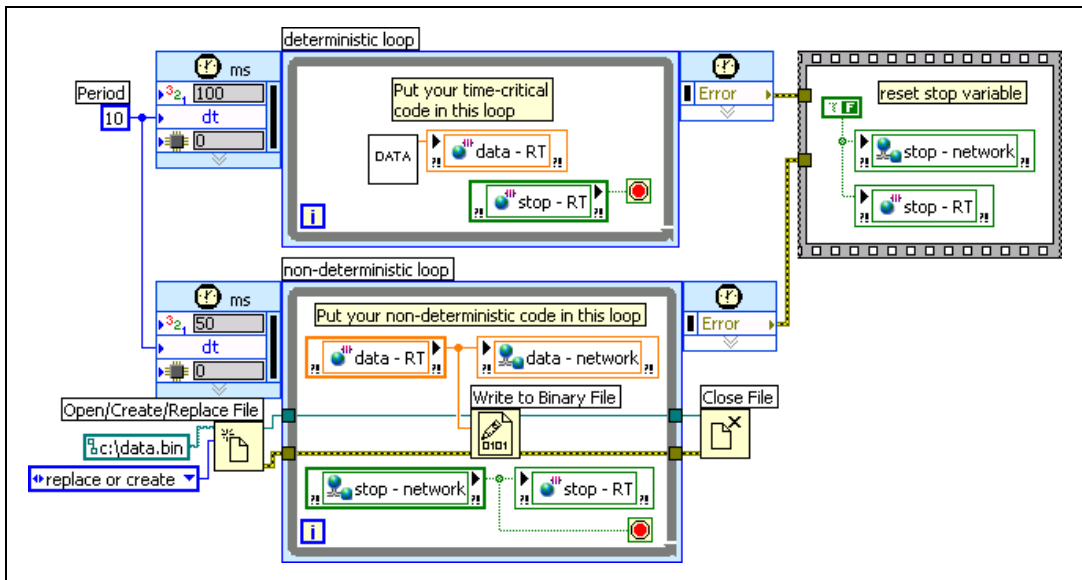 deterministic loop
ms
Period
100
Error
reset stop variable
10
dt
Put your time-critical
code in this loop
F
0
DATA
data - RT
stop - network
stop - RT
stop - RT
i
non-deterministic loop
ms
50
Put your non-deterministic code in this loop
Error
dt
data - RT
data - network
0
Open/Create/Replace File
Write to Binary File
Close File
c:\data.bin
0101
replace or create
stop - network
stop - RT
i